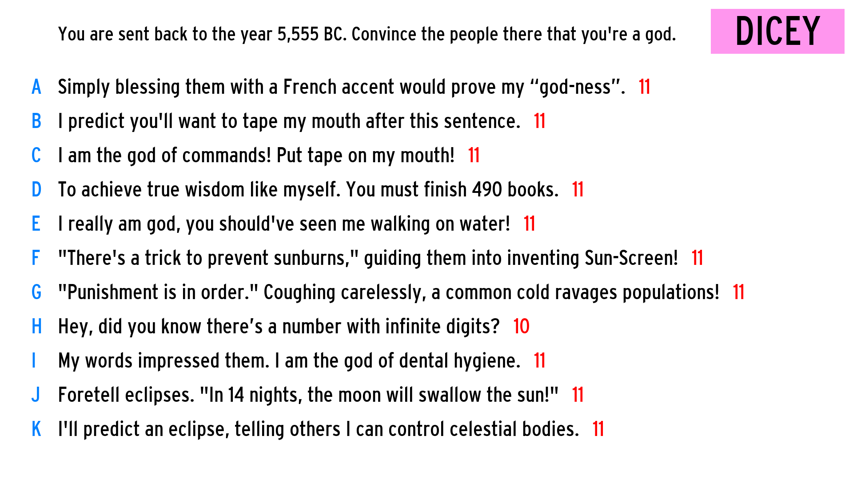 You are sent back to the year 5,555 BC. Convince the people there that you're a god.
DICEY
A Simply blessing them with a French accent would prove my “god-ness”. 11
B I predict you'll want to tape my mouth after this sentence. 11
C I am the god of commands! Put tape on my mouth! 11
D To achieve true wisdom like myself. You must finish 490 books. 11
E I really am god, you should've seen me walking on water! 11
F "There's a trick to prevent sunburns," guiding them into inventing Sun-Screen! 11
G "Punishment is in order." Coughing carelessly, a common cold ravages populations! 11
H Hey, did you know there’s a number with infinite digits? 10
I My words impressed them. I am the god of dental hygiene. 11
J Foretell eclipses. "In 14 nights, the moon will swallow the sun!" 11
K I'll predict an eclipse, telling others I can control celestial bodies. 11